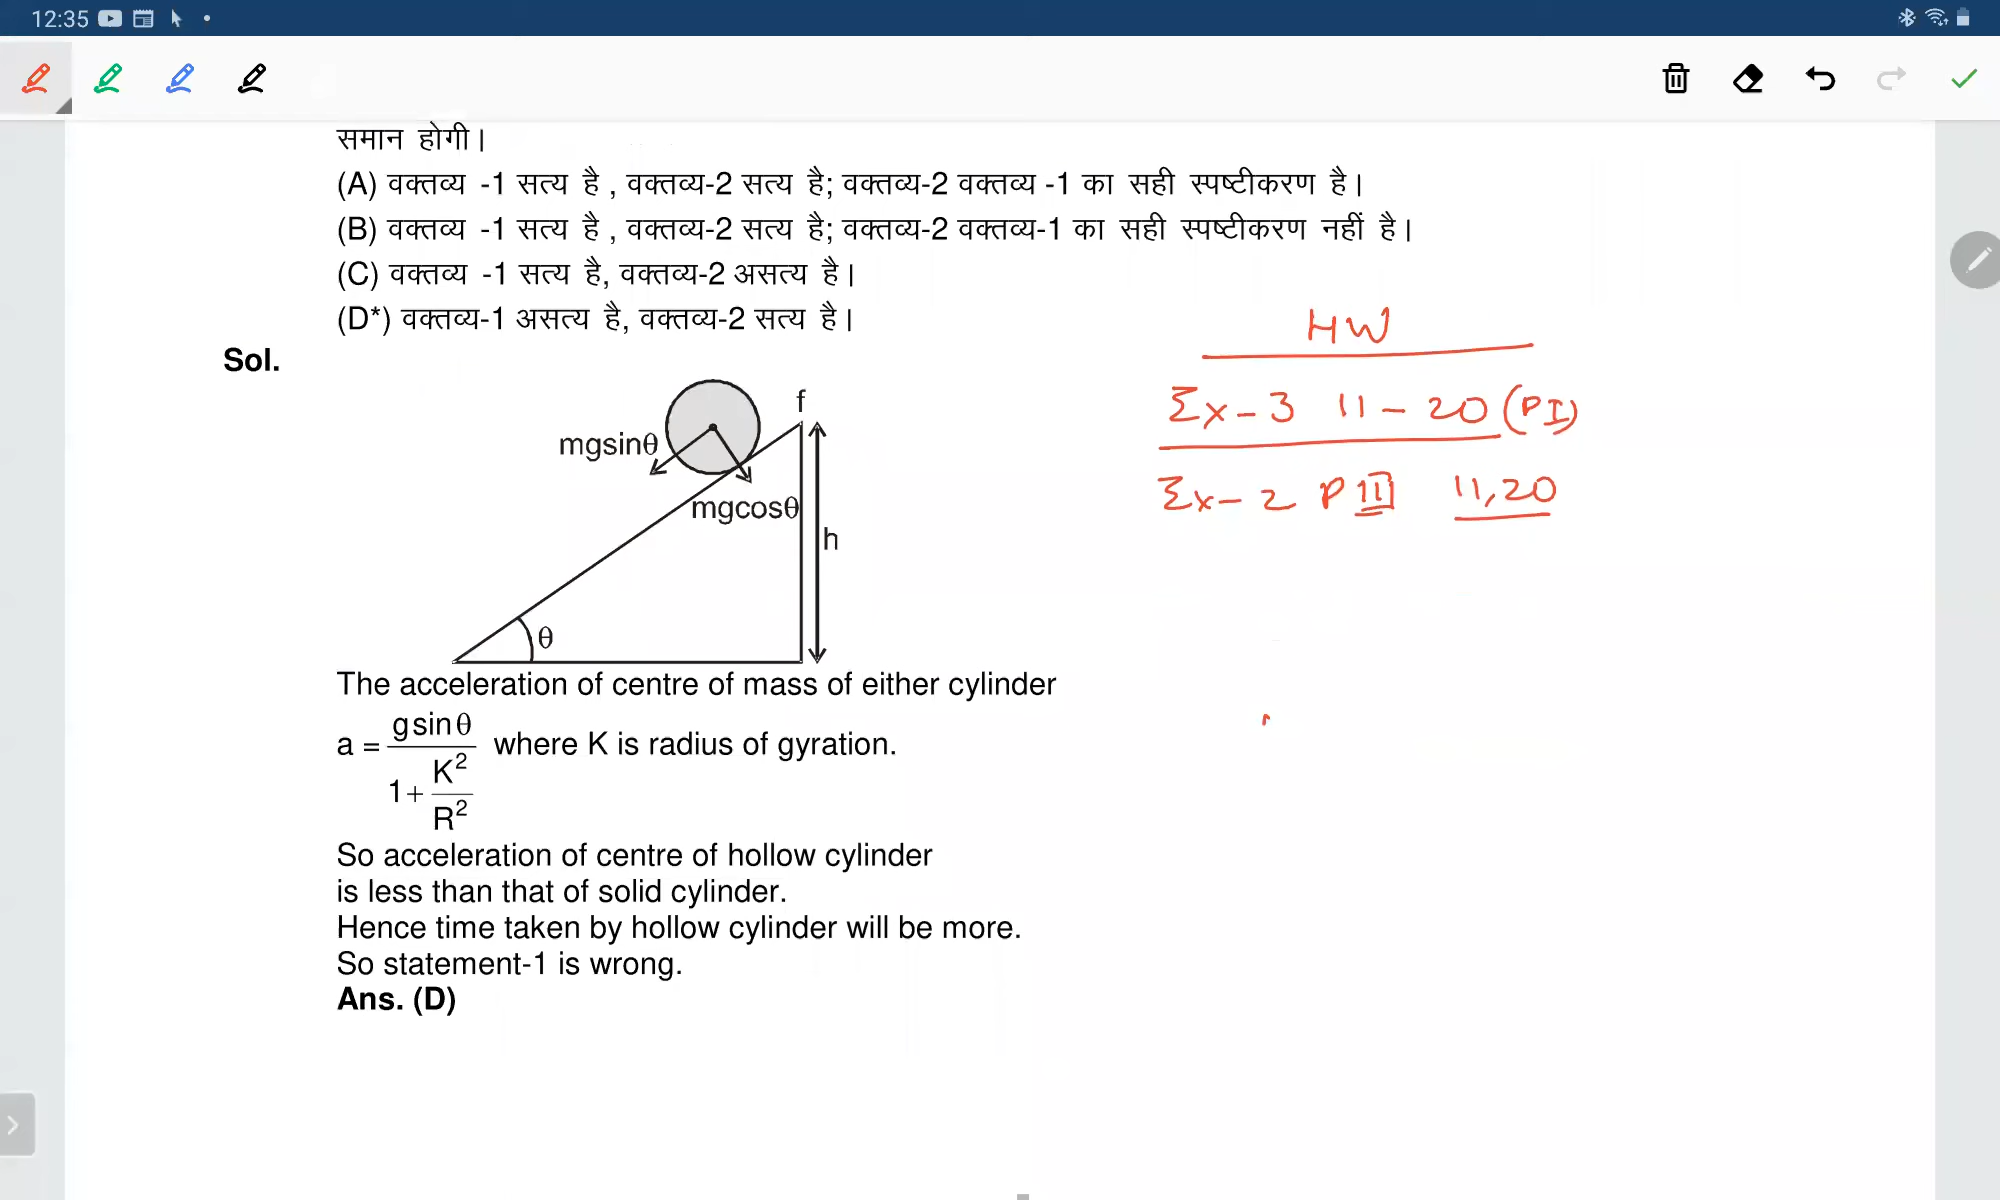 12:35
समान होगी।
(A) वक्तव्य -1 सत्य है , वक्तव्य-2 सत्य है; वक्तव्य-2 वक्तव्य -1 का सही स्पष्टीकरण है।
(B) वक्तव्य -1 सत्य है , वक्तव्य-2 सत्य है; वक्तव्य-2 वक्तव्य-1 का सही स्पष्टीकरण नहीं है।
(C) वक्तव्य -1 सत्य है, वक्तव्य-2 असत्य है।
(D*) वक्तव्य-1 असत्य है, वक्तव्य-2 सत्य है।
HW
Ex-3 11-20 (PI)
Ex-2 PII 11,20
Sol.
f
mgsinθ
mgcosθ
h
θ
The acceleration of centre of mass of either cylinder
a = gsinθ / (1+ K²/R²) where K is radius of gyration.
So acceleration of centre of hollow cylinder
is less than that of solid cylinder.
Hence time taken by hollow cylinder will be more.
So statement-1 is wrong.
Ans. (D)